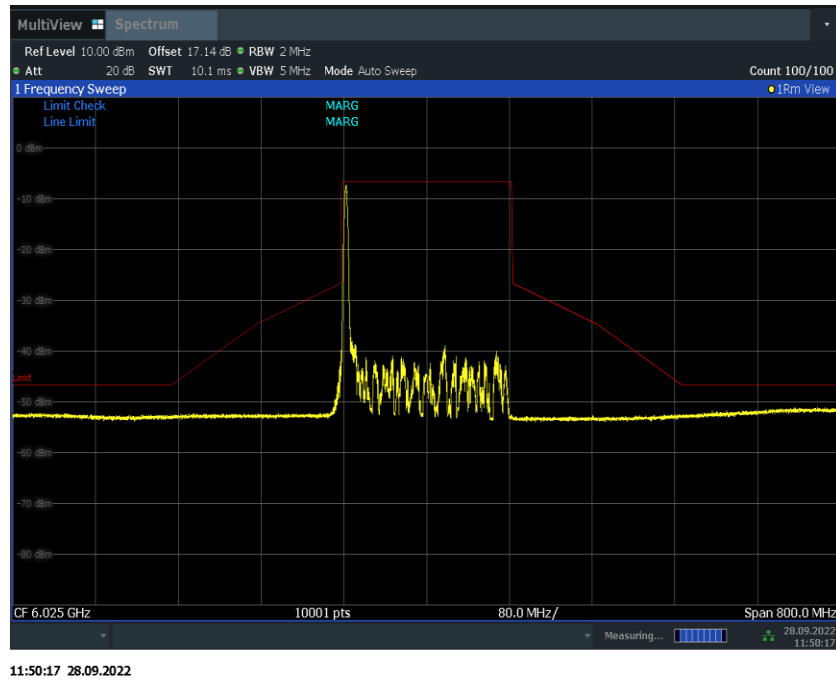 MultiView Spectrum
Ref Level 10.00 dBm Offset 17.14 dB RBW 2 MHz
Att 20 dB SWT 10.1 ms VBW 5 MHz Mode Auto Sweep Count 100/100
1 Frequency Sweep 1Rm View
Limit Check MARG
Line Limit MARG
0 dBm
-10 dBm
-20 dBm
-30 dBm
-40 dBm
Limit
-50 dBm
-60 dBm
-70 dBm
-80 dBm
CF 6.025 GHz 10001 pts 80.0 MHz/ Span 800.0 MHz
Measuring... 28.09.2022
11:50:17
11:50:17 28.09.2022